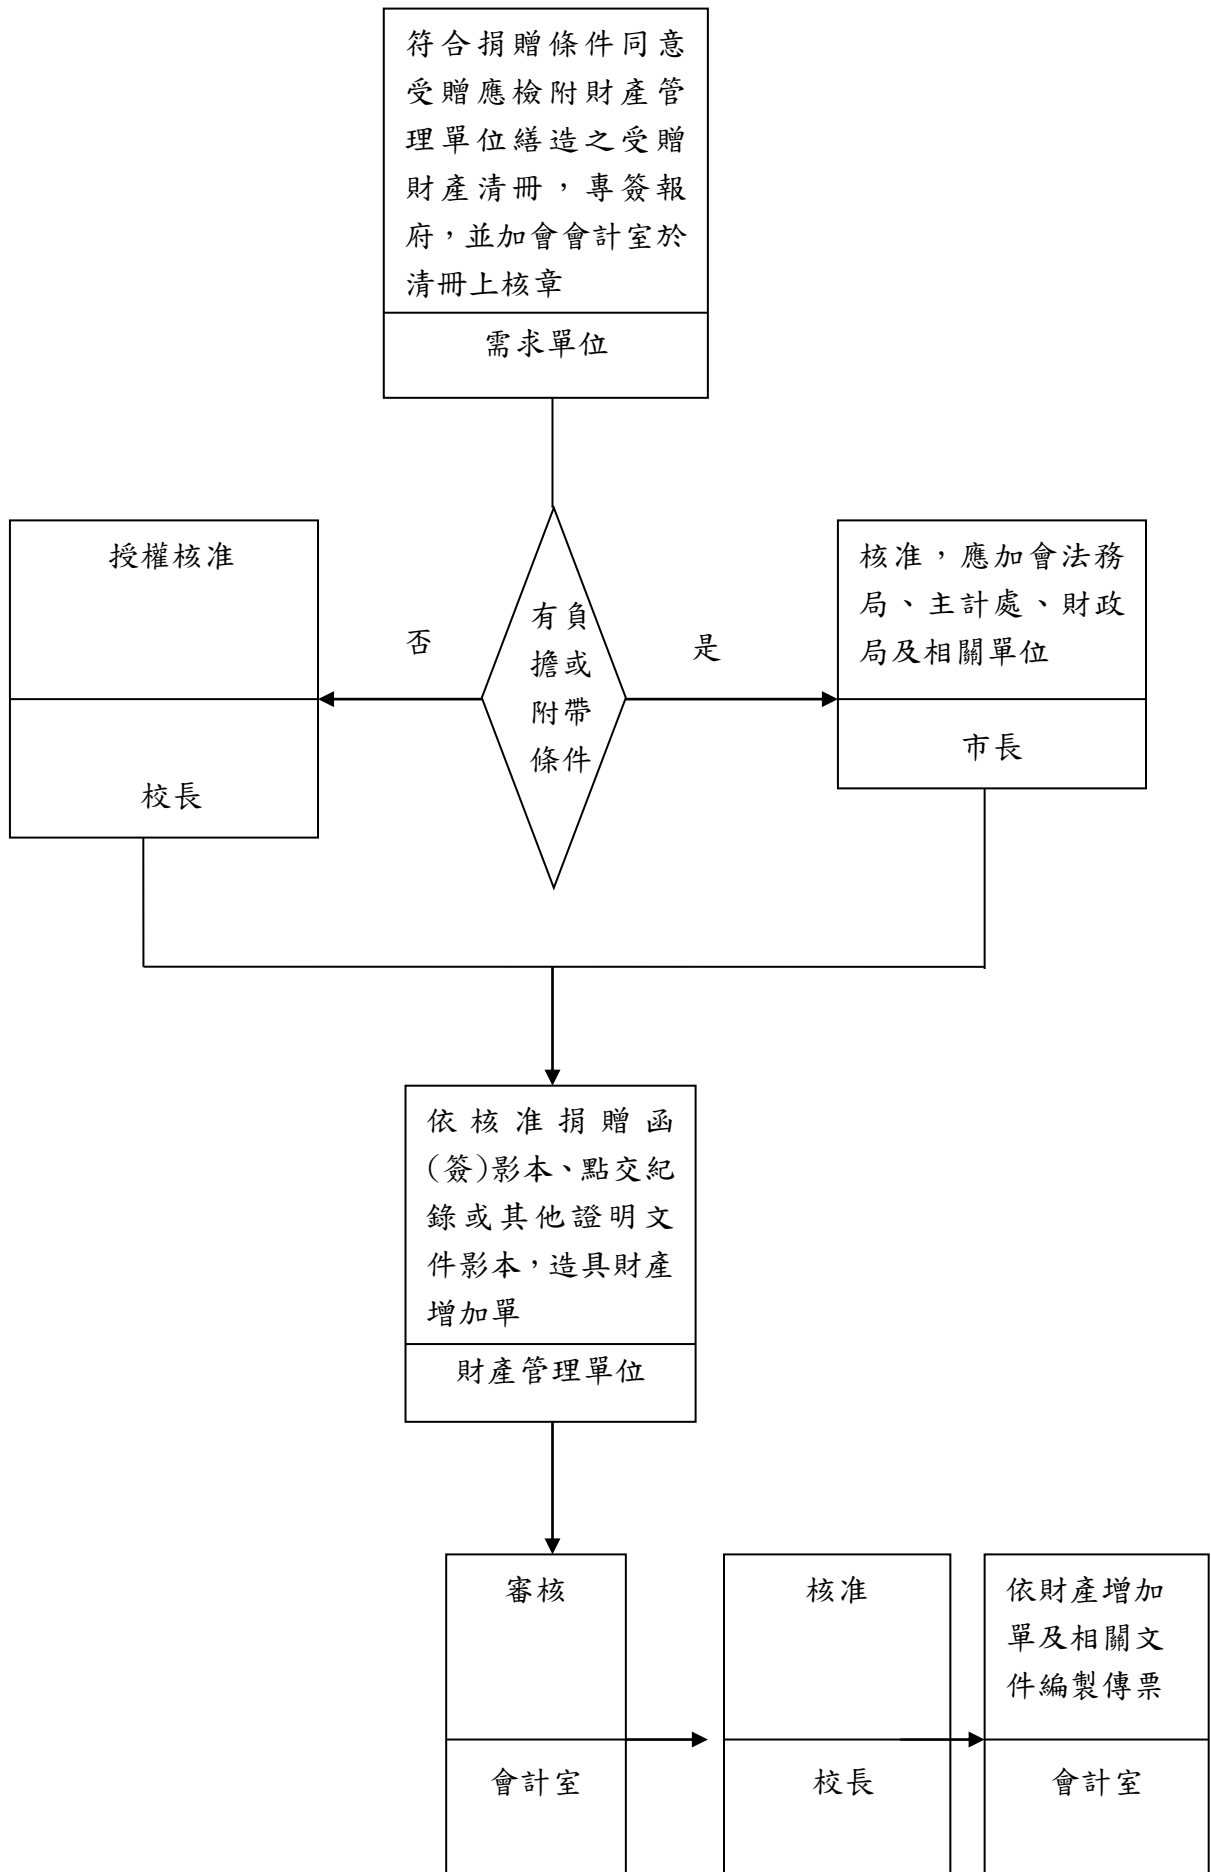 符合捐贈條件同意
受贈應檢附財產管
理單位繕造之受贈
財產清冊，專簽報
府，並加會會計室於
清冊上核章
需求單位
授權核准
校長
否
有負
擔或
附帶
條件
是
核准，應加會法務
局、主計處、財政
局及相關單位
市長
依核准捐贈函
(簽)影本、點交紀
錄或其他證明文
件影本，造具財產
增加單
財產管理單位
審核
會計室
核准
校長
依財產增加
單及相關文
件編製傳票
會計室